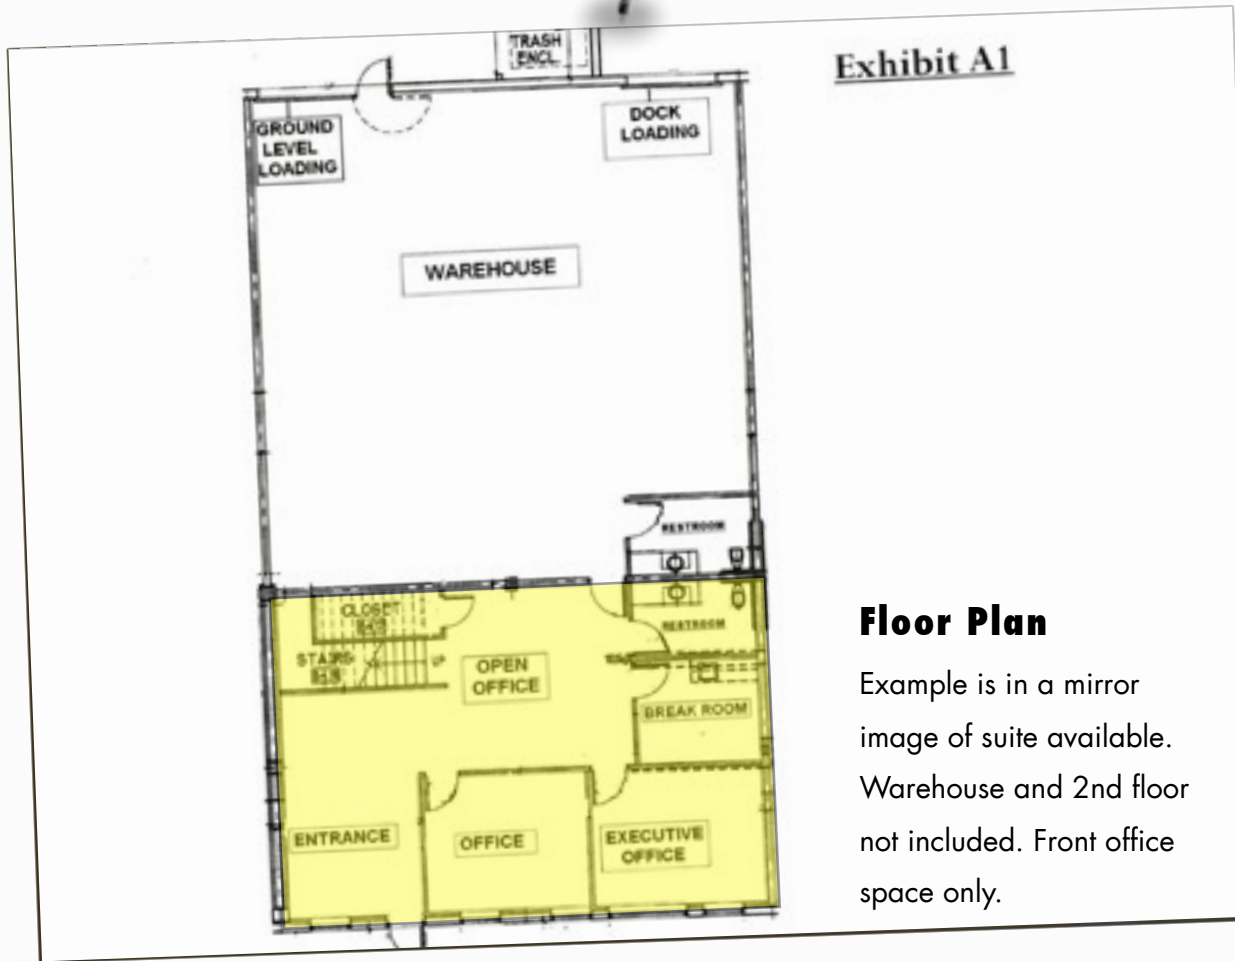 TRASH
ENCL.
Exhibit A1
GROUND
LEVEL
LOADING
DOCK
LOADING
WAREHOUSE
RESTROOM
CLOSET
RESTROOM
STAIRS
UP
OPEN
OFFICE
BREAK ROOM
ENTRANCE
OFFICE
EXECUTIVE
OFFICE
Floor Plan
Example is in a mirror
image of suite available.
Warehouse and 2nd floor
not included. Front office
space only.